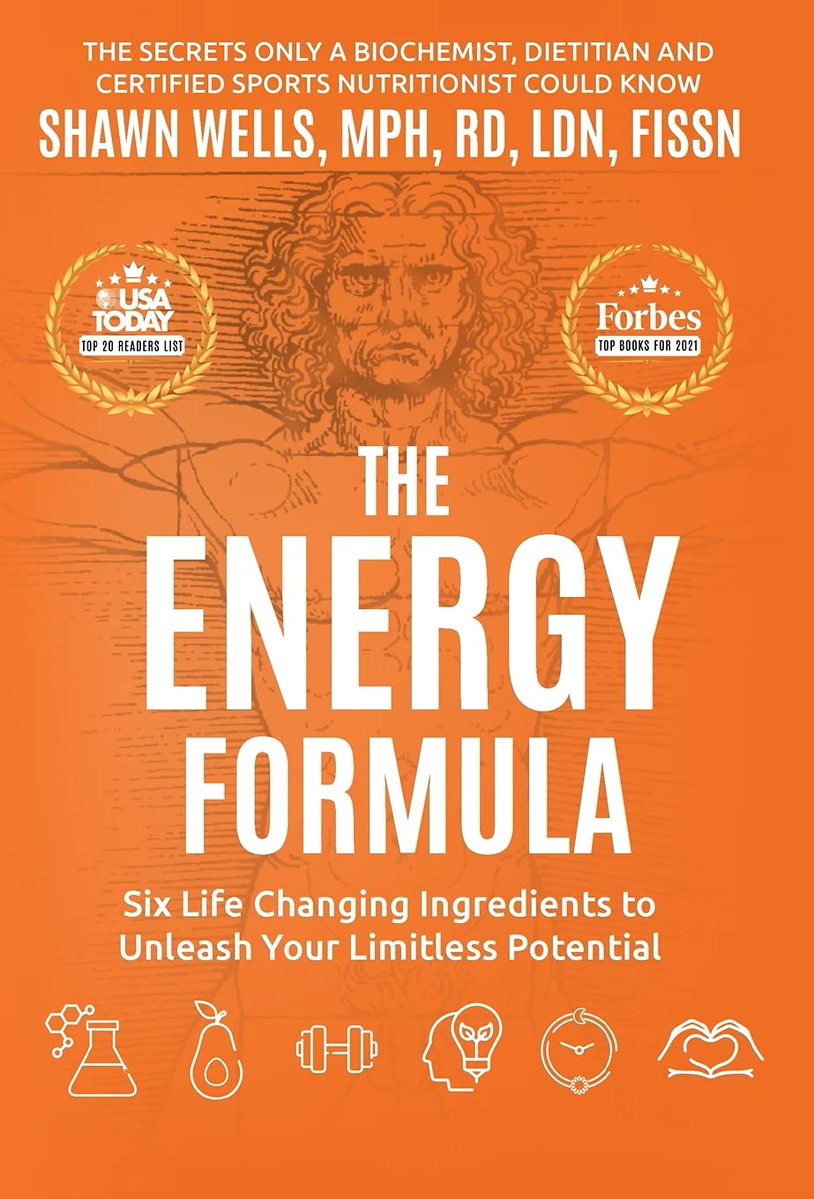 THE SECRETS ONLY A BIOCHEMIST, DIETITIAN AND
CERTIFIED SPORTS NUTRITIONIST COULD KNOW
SHAWN WELLS, MPH, RD, LDN, FISSN
USA
TODAY
TOP 20 READERS LIST
Forbes
TOP BOOKS FOR 2021
THE
ENERGY
FORMULA
Six Life Changing Ingredients to
Unleash Your Limitless Potential